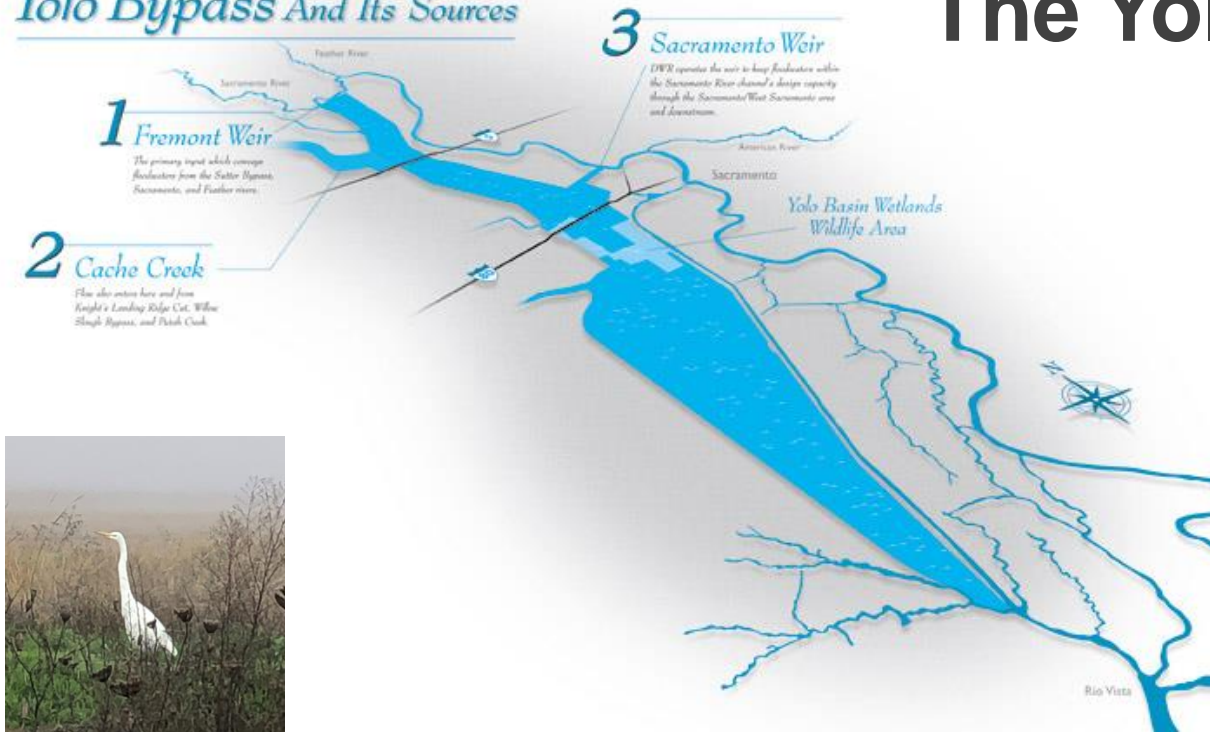 Yolo Bypass And Its Sources
The Yol
3 Sacramento Weir
DWR operates the weir to keep floodwaters within
the Sacramento River channel's design capacity
through the Sacramento/West Sacramento area
and downstream.
Feather River
Sacramento River
1 Fremont Weir
The primary input which conveys
floodwaters from the Sutter Bypass,
Sacramento, and Feather rivers.
American River
Sacramento
Yolo Basin Wetlands
Wildlife Area
2 Cache Creek
Flow also enters here and from
Knight's Landing Ridge Cut, Willow
Slough Bypass, and Putah Creek
80
N
Rio Vista